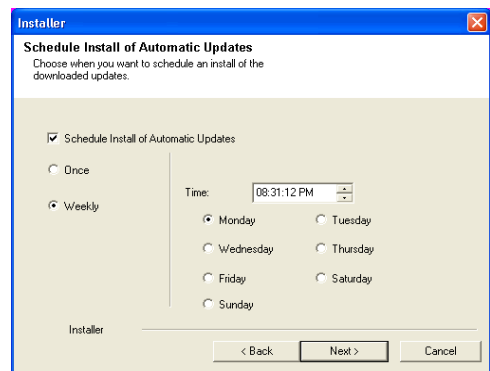 Installer
Schedule Install of Automatic Updates
Choose when you want to schedule an install of the
downloaded updates.
Schedule Install of Automatic Updates
Once
Weekly
Time: 08:31:12 PM
Monday Tuesday
Wednesday Thursday
Friday Saturday
Sunday
Installer
< Back Next > Cancel